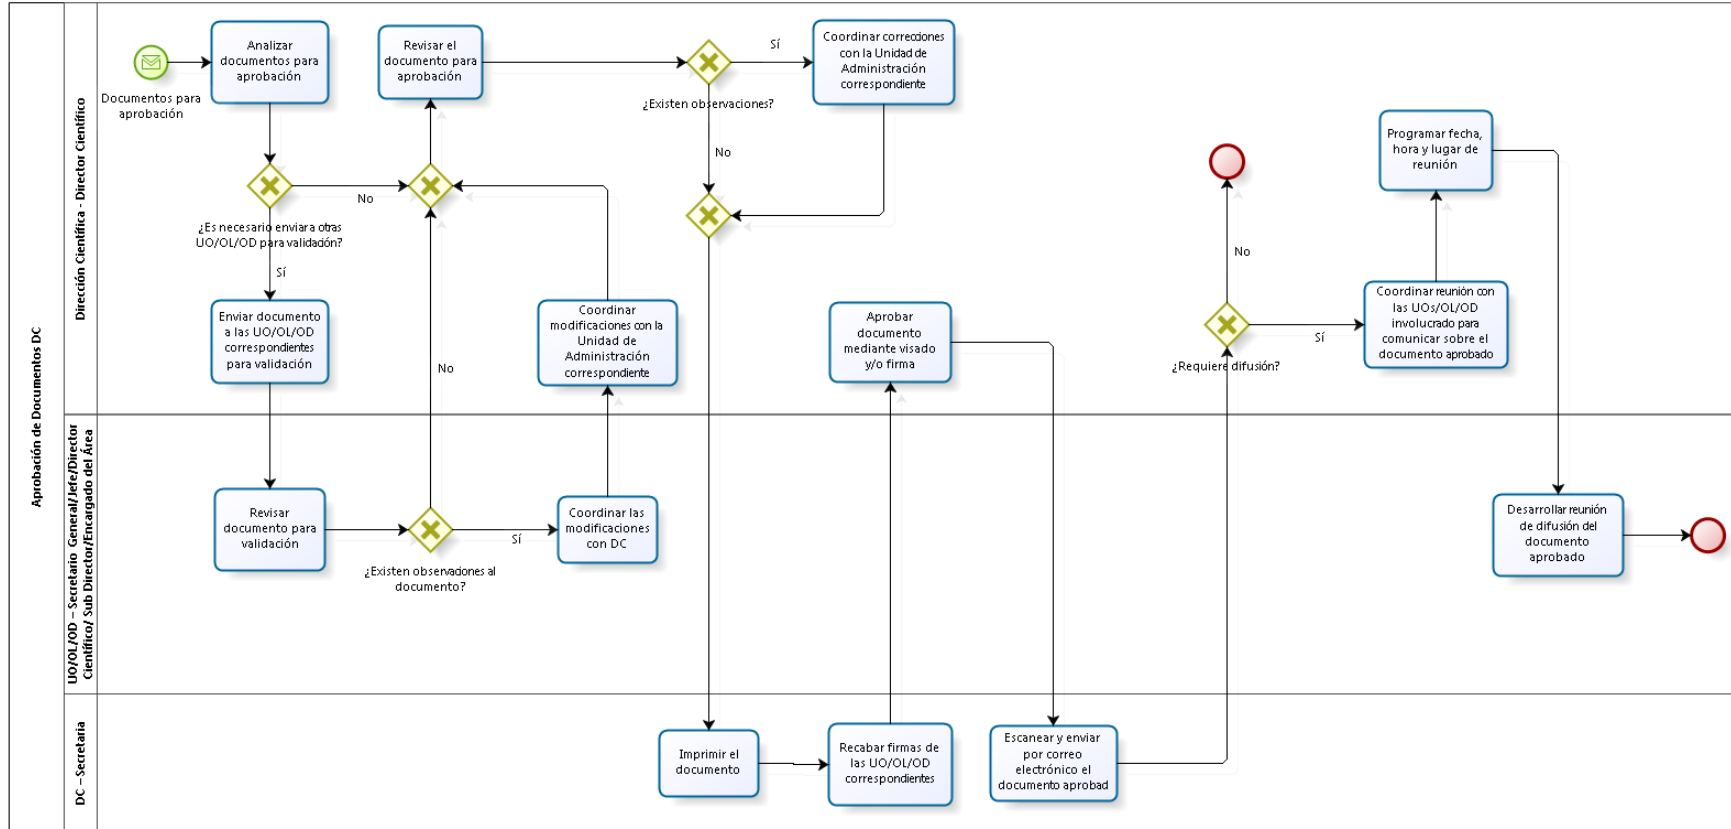 Aprobación de Documentos DC
Dirección Científica - Director Científico
Documentos para
aprobación
Analizar
documentos para
aprobación
¿Es necesario enviar a otras
UO/OL/OD para validación?
No
Sí
Enviar documento
a las UO/OL/OD
correspondientes
para validación
Revisar el
documento para
aprobación
No
Coordinar
modificaciones con la
Unidad de
Administración
correspondiente
¿Existen observaciones?
Sí
No
Coordinar correcciones
con la Unidad de
Administración
correspondiente
Aprobar
documento
mediante visado
y/o firma
No
¿Requiere difusión?
Sí
Coordinar reunión con
las UOs/OL/OD
involucrado para
comunicar sobre el
documento aprobado
Programar fecha,
hora y lugar de
reunión
UO/OL/OD – Secretario General/Jefe/Director
Científico/ Sub Director/Encargado del Área
Revisar
documento para
validación
¿Existen observaciones al
documento?
Sí
Coordinar las
modificaciones
con DC
Desarrollar reunión
de difusión del
documento
aprobado
DC – Secretaria
Imprimir el
documento
Recabar firmas de
las UO/OL/OD
correspondientes
Escanear y enviar
por correo
electrónico el
documento aprobad